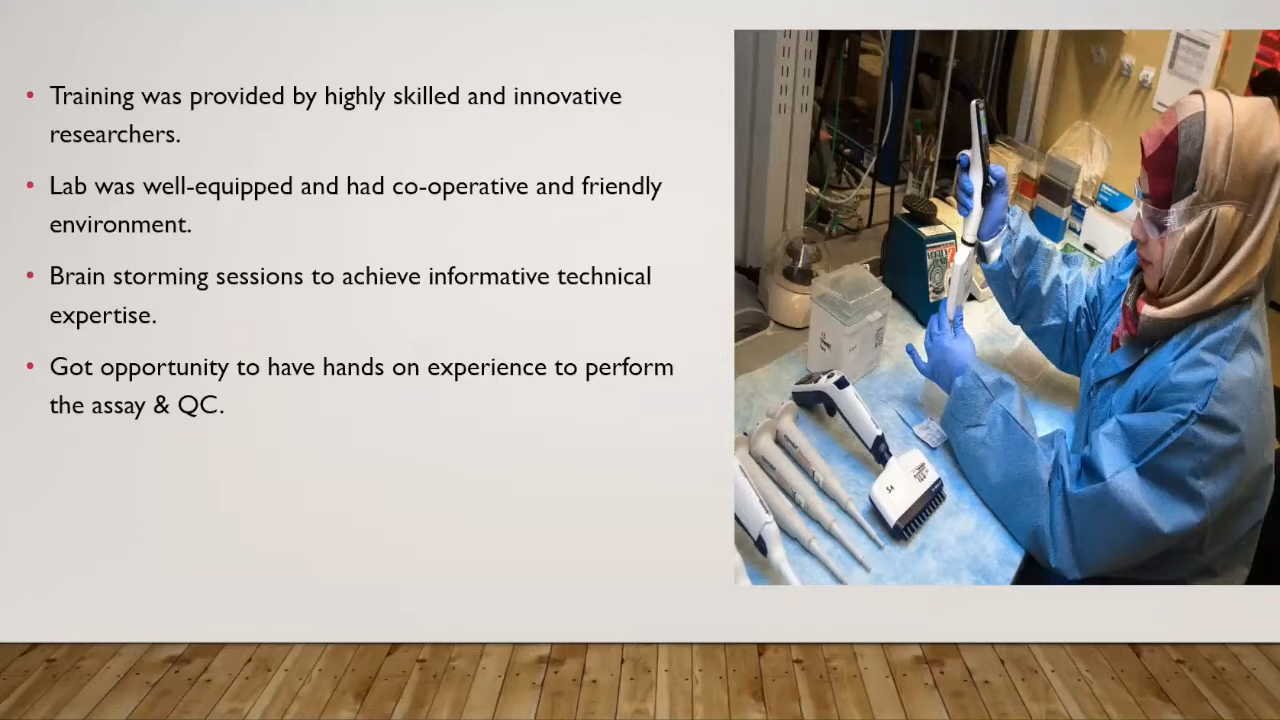 • Training was provided by highly skilled and innovative
researchers.
• Lab was well-equipped and had co-operative and friendly
environment.
• Brain storming sessions to achieve informative technical
expertise.
• Got opportunity to have hands on experience to perform
the assay & QC.